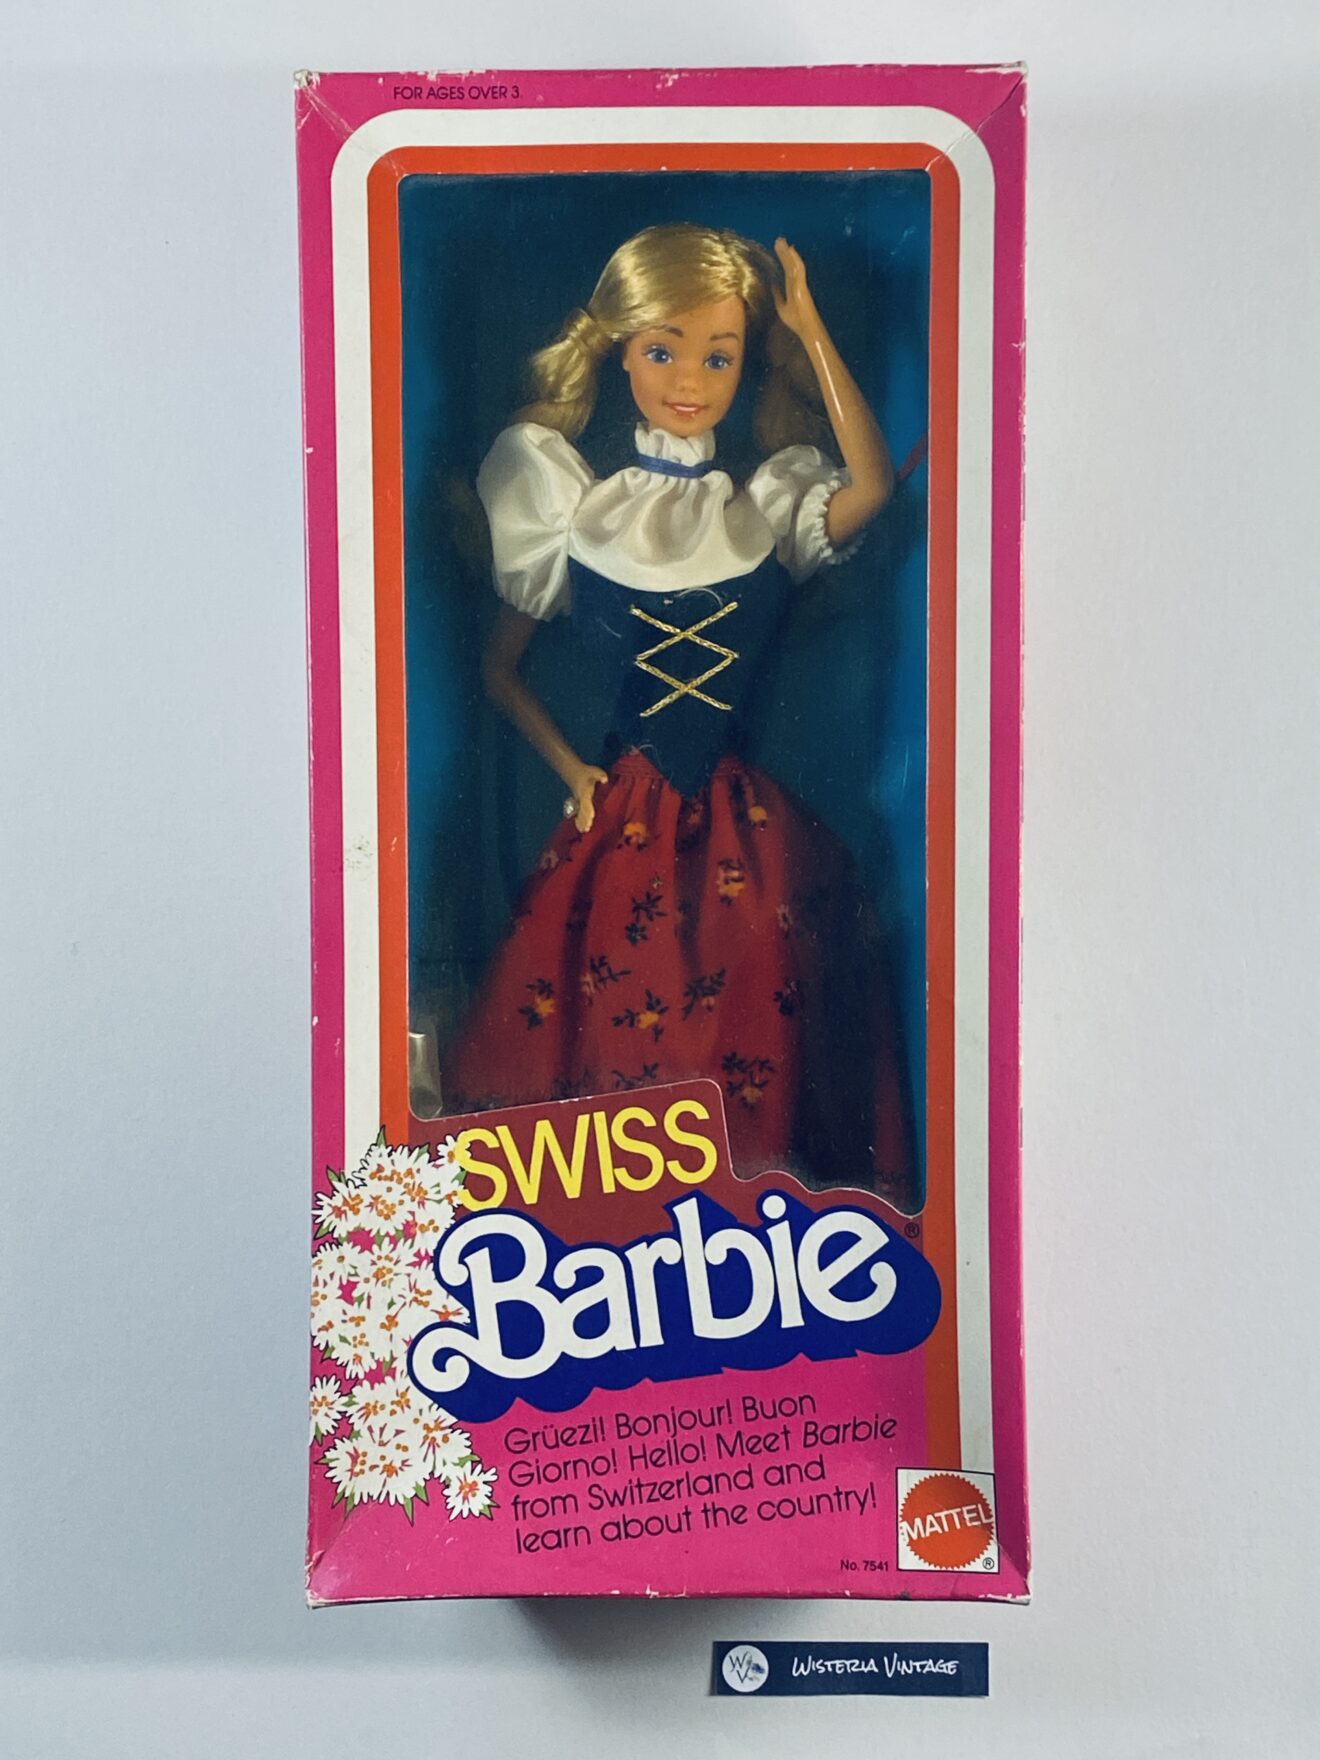 FOR AGES OVER 3.
SWISS
Barbie®
Grüezi! Bonjour! Buon
Giorno! Hello! Meet Barbie
from Switzerland and
learn about the country!
MATTEL
®
No. 7541
WV
WISTERIA VINTAGE